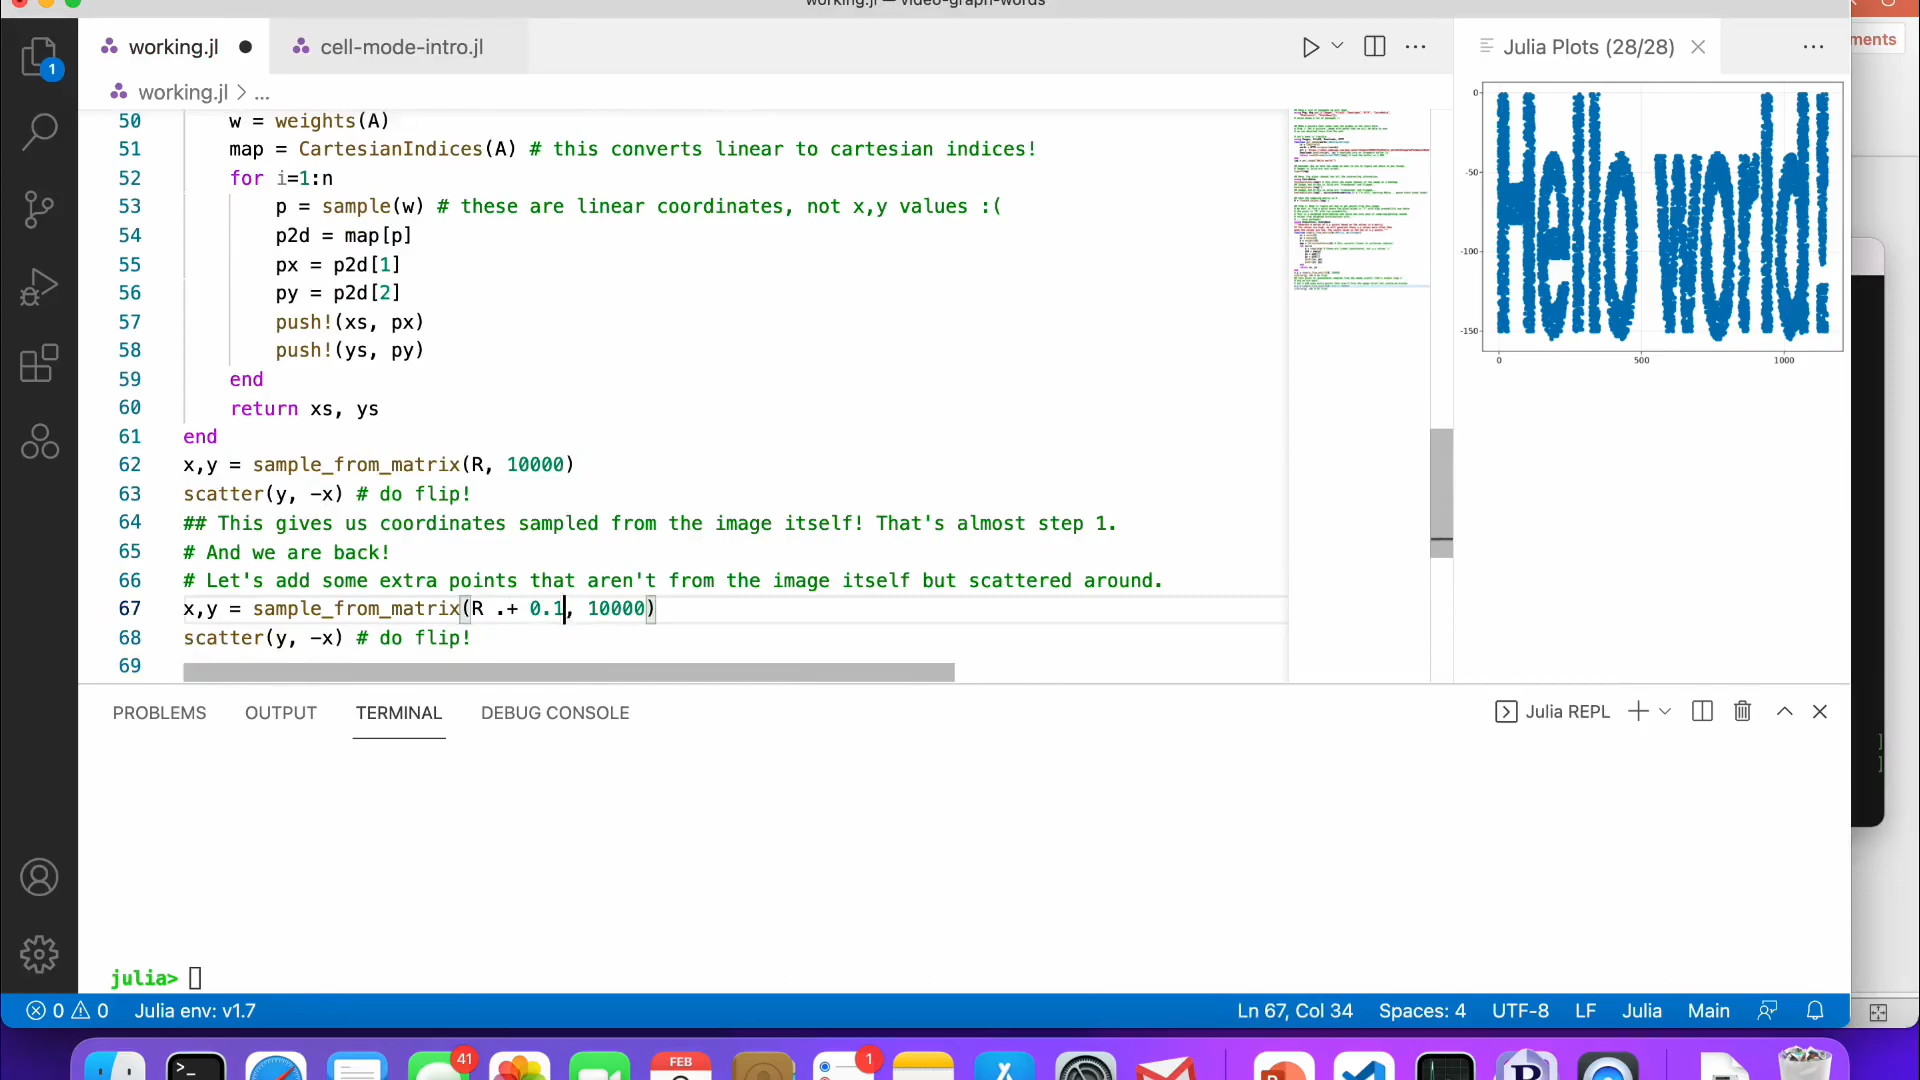 working.jl — video-graph-words
working.jl
cell-mode-intro.jl
Julia Plots (28/28)
ments
1
working.jl > ...
50 w = weights(A)
51 map = CartesianIndices(A) # this converts linear to cartesian indices!
52 for i=1:n
53 p = sample(w) # these are linear coordinates, not x,y values :(
54 p2d = map[p]
55 px = p2d[1]
56 py = p2d[2]
57 push!(xs, px)
58 push!(ys, py)
59 end
60 return xs, ys
61 end
62 x,y = sample_from_matrix(R, 10000)
63 scatter(y, -x) # do flip!
64 ## This gives us coordinates sampled from the image itself! That's almost step 1.
65 # And we are back!
66 # Let's add some extra points that aren't from the image itself but scattered around.
67 x,y = sample_from_matrix(R .+ 0.1, 10000)
68 scatter(y, -x) # do flip!
69
0
-50
-100
-150
0 500 1000
Hello world!
PROBLEMS OUTPUT TERMINAL DEBUG CONSOLE
Julia REPL
julia>
0 0 Julia env: v1.7
Ln 67, Col 34 Spaces: 4 UTF-8 LF Julia Main
41
FEB
1